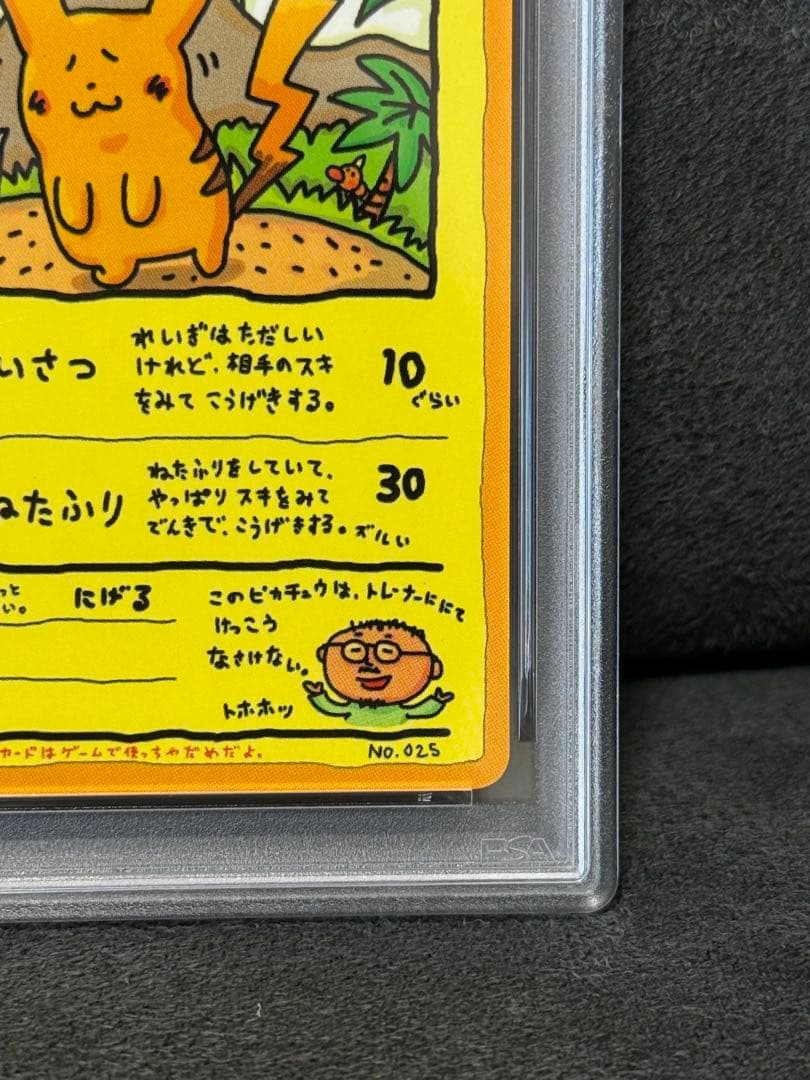 いさつ
れいぎはただしい
けれど、相手のスキ
をみて こうげきする。
10
ぐらい
ねたふり
ねたふりをしていて、
やっぱり スキをみて
でんきで、こうげきする。ズルい
30
っと
い。
にげる
このピカチュウは、トレーナーににて
けっこう
なさけない。
トホホッ
カードはゲームで使っちゃだめだよ。
NO.025
PSA